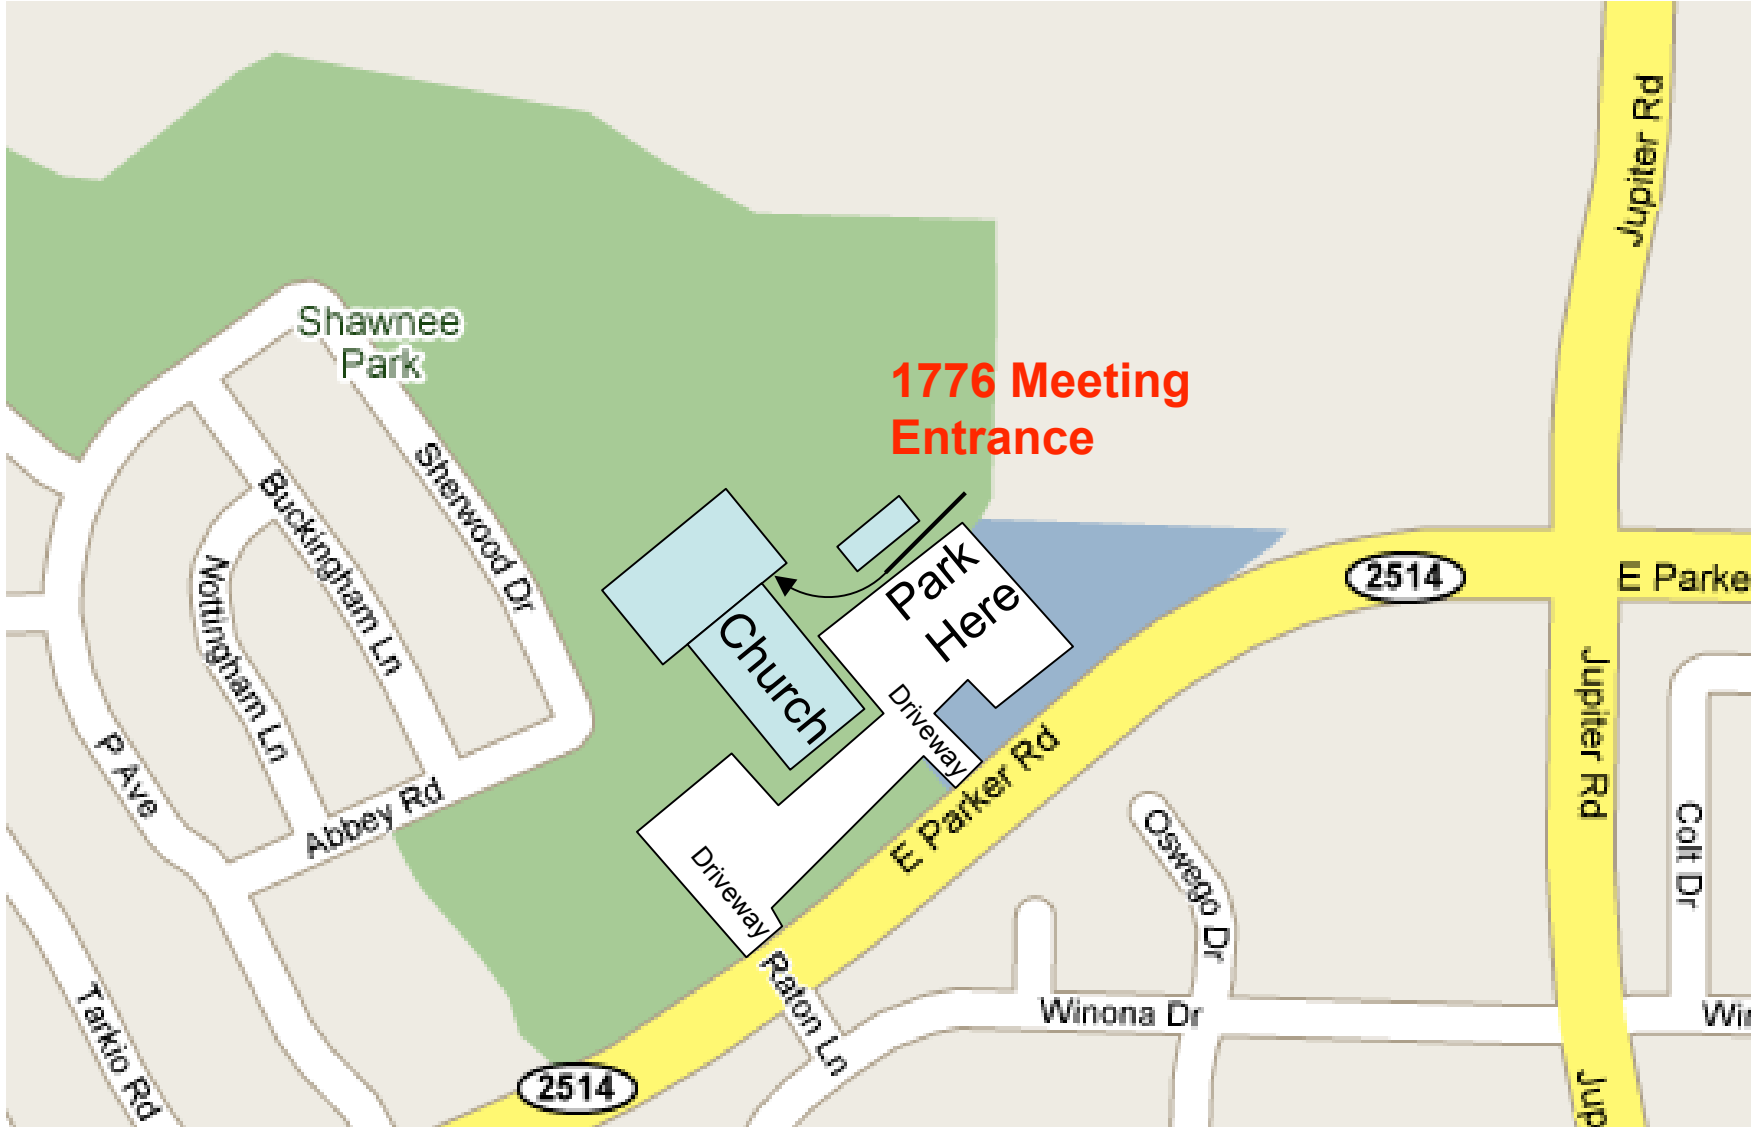 Jupiter Rd
Shawnee
Park
1776 Meeting
Entrance
Sherwood Dr
Buckingham Ln
Nottingham Ln
Park
Here
2514
E Parke
Church
Driveway
Jupiter Rd
P Ave
Abbey Rd
E Parker Rd
Driveway
Oswego Dr
Colt Dr
Raton Ln
Winona Dr
Win
Tarkio Rd
2514
Jup